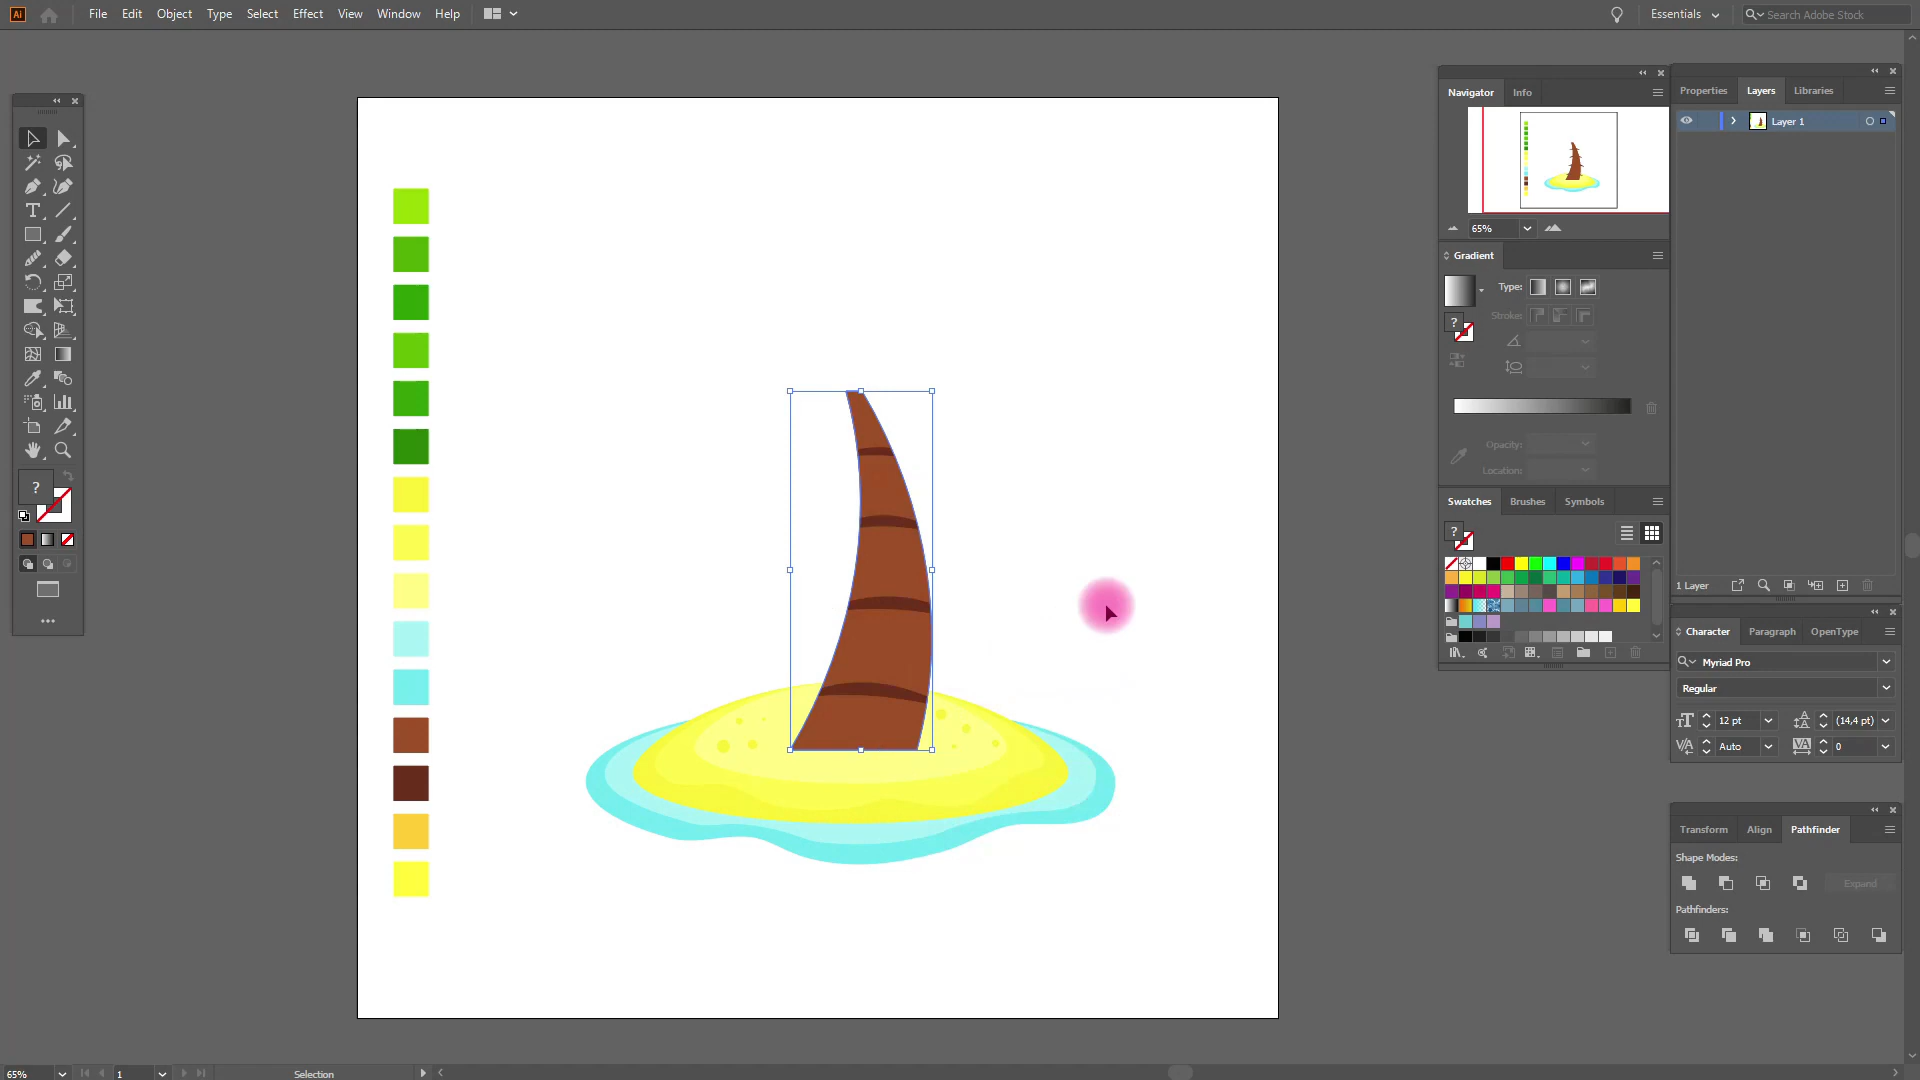 Ai File Edit Object Type Select Effect View Window Help Essentials Search Adobe Stock
Navigator Info
65%
Gradient
Type:
Stroke:
Opacity:
Location:
Swatches Brushes Symbols
Properties Layers Libraries
Layer 1
1 Layer
Character Paragraph OpenType
Myriad Pro
Regular
12 pt (14,4 pt)
Auto 0
Transform Align Pathfinder
Shape Modes:
Expand
Pathfinders:
?
?
?
65% 1 Selection